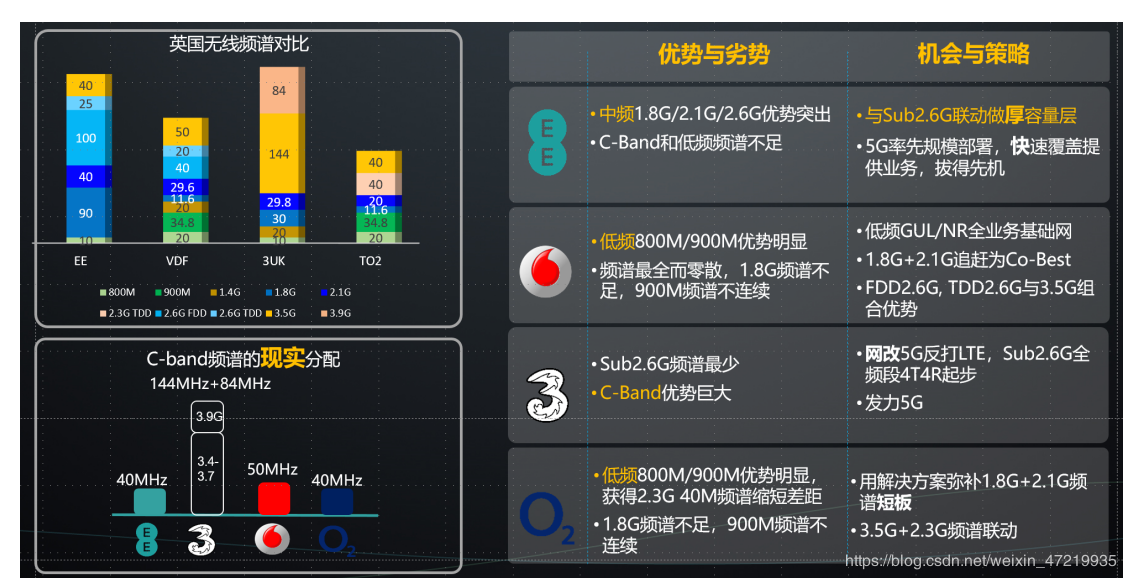 英国无线频谱对比
40
25
100
40
90
10
EE
50
20
40
29.6
11.6
20
34.8
20
VDF
84
144
29.8
30
20
10
3UK
40
40
20
11.6
34.8
20
TO2
800M 900M 1.4G 1.8G 2.1G
2.3G TDD 2.6G FDD 2.6G TDD 3.5G 3.9G
C-band频谱的现实分配
144MHz+84MHz
3.9G
3.4-
3.7
40MHz
50MHz
40MHz
E
E
3
O2
优势与劣势
机会与策略
E
E
•中频1.8G/2.1G/2.6G优势突出
•C-Band和低频频谱不足
•与Sub2.6G联动做厚容量层
•5G率先规模部署，快速覆盖提
供业务，拔得先机
•低频800M/900M优势明显
•频谱最全而零散，1.8G频谱不
足，900M频谱不连续
•低频GUL/NR全业务基础网
•1.8G+2.1G追赶为Co-Best
•FDD2.6G, TDD2.6G与3.5G组
合优势
3
•Sub2.6G频谱最少
•C-Band优势巨大
•网改5G反打LTE，Sub2.6G全
频段4T4R起步
•发力5G
O2
•低频800M/900M优势明显，
获得2.3G 40M频谱缩短差距
•1.8G频谱不足，900M频谱不
连续
•用解决方案弥补1.8G+2.1G频
谱短板
•3.5G+2.3G频谱联动
https://blog.csdn.net/weixin_47219935